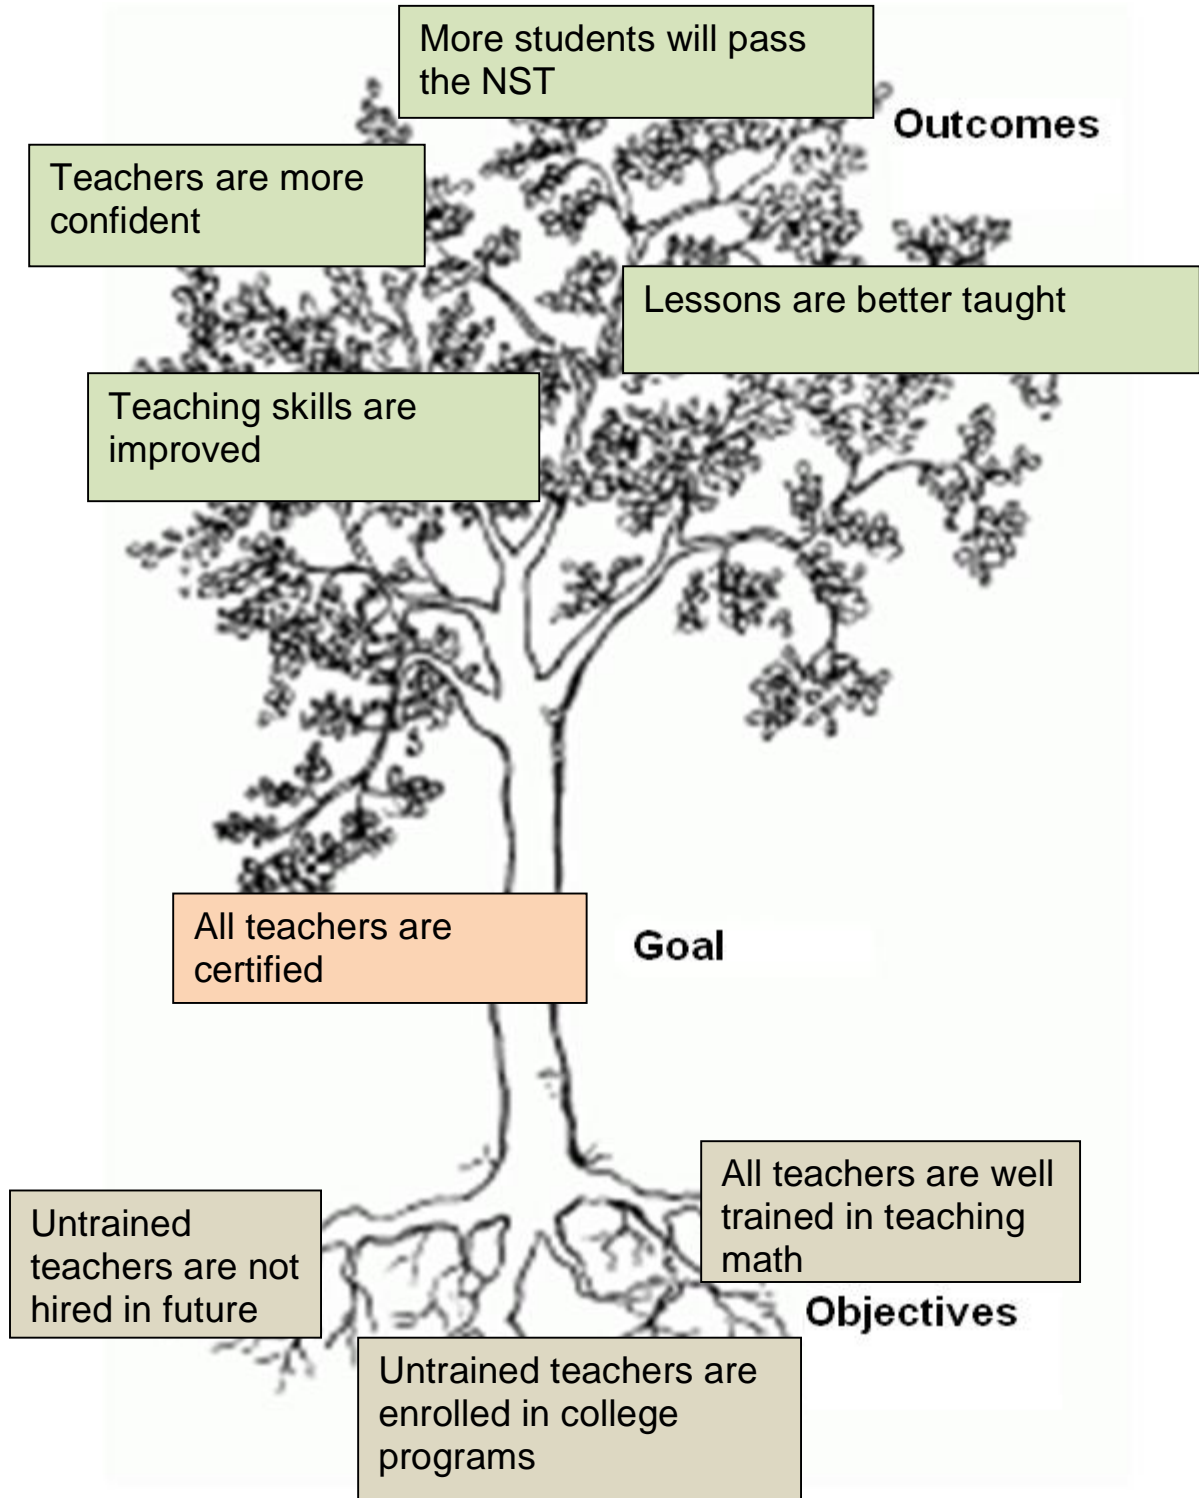 More students will pass
the NST
Outcomes
Teachers are more
confident
Lessons are better taught
Teaching skills are
improved
All teachers are
certified
Goal
All teachers are well
trained in teaching
math
Untrained
teachers are not
hired in future
Objectives
Untrained teachers are
enrolled in college
programs